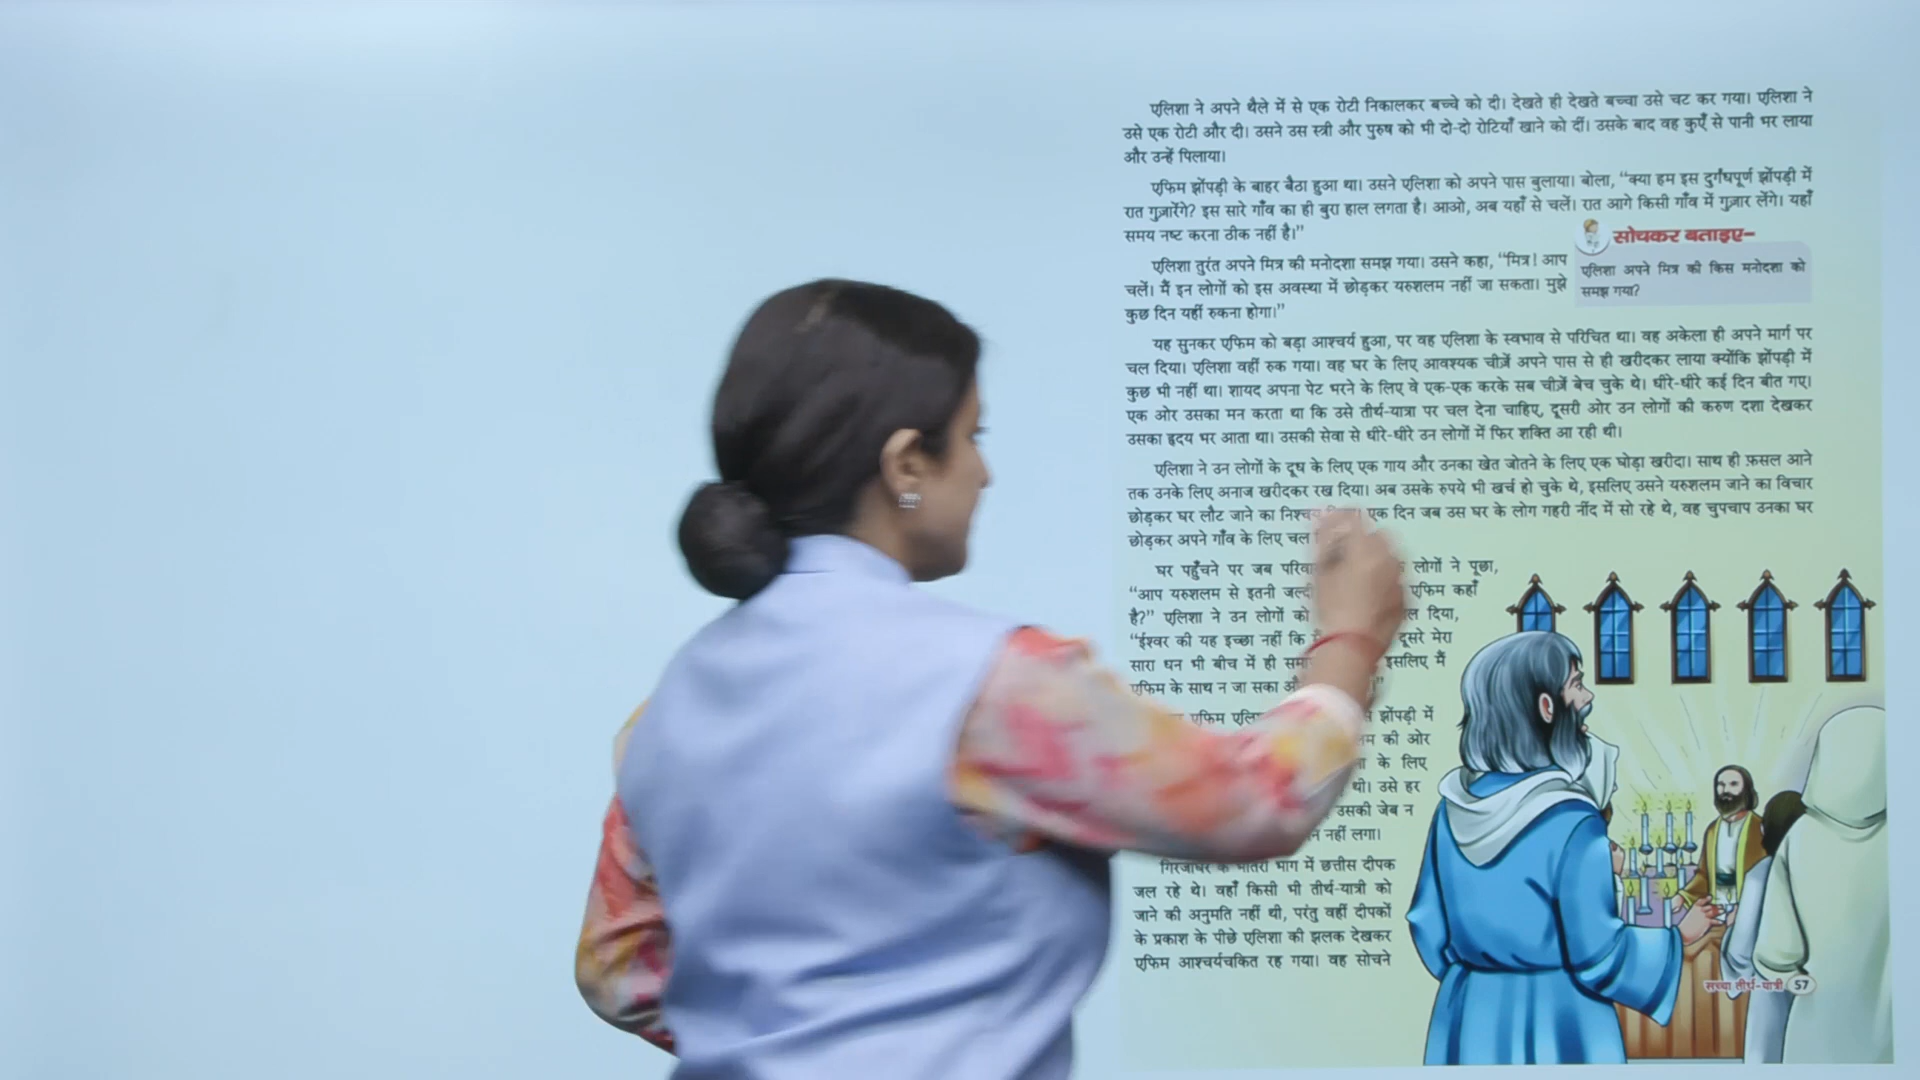 एलिशा ने अपने थैले में से एक रोटी निकालकर बच्चे को दी। देखते ही देखते बच्चा उसे चट कर गया। एलिशा ने
उसे एक रोटी और दी। उसने उस स्त्री और पुरुष को भी दो-दो रोटियाँ खाने को दीं। उसके बाद वह कुएँ से पानी भर लाया
और उन्हें पिलाया।
एफिम झोंपड़ी के बाहर बैठा हुआ था। उसने एलिशा को अपने पास बुलाया। बोला, “क्या हम इस दुर्गंधपूर्ण झोंपड़ी में
रात गुज़ारेंगे? इस सारे गाँव का ही बुरा हाल लगता है। आओ, अब यहाँ से चलें। रात आगे किसी गाँव में गुज़ार लेंगे। यहाँ
समय नष्ट करना ठीक नहीं है।”
सोचकर बताइए–
एलिशा अपने मित्र की किस मनोदशा को
समझ गया?
एलिशा तुरंत अपने मित्र की मनोदशा समझ गया। उसने कहा, “मित्र! आप
चलें। मैं इन लोगों को इस अवस्था में छोड़कर यरुशलम नहीं जा सकता। मुझे
कुछ दिन यहीं रुकना होगा।”
यह सुनकर एफिम को बड़ा आश्चर्य हुआ, पर वह एलिशा के स्वभाव से परिचित था। वह अकेला ही अपने मार्ग पर
चल दिया। एलिशा वहीं रुक गया। वह घर के लिए आवश्यक चीज़ें अपने पास से ही खरीदकर लाया क्योंकि झोंपड़ी में
कुछ भी नहीं था। शायद अपना पेट भरने के लिए वे एक-एक करके सब चीज़ें बेच चुके थे। धीरे-धीरे कई दिन बीत गए।
एक ओर उसका मन करता था कि उसे तीर्थ-यात्रा पर चल देना चाहिए, दूसरी ओर उन लोगों की करुण दशा देखकर
उसका हृदय भर आता था। उसकी सेवा से धीरे-धीरे उन लोगों में फिर शक्ति आ रही थी।
एलिशा ने उन लोगों के दूध के लिए एक गाय और उनका खेत जोतने के लिए एक घोड़ा खरीदा। साथ ही फ़सल आने
तक उनके लिए अनाज खरीदकर रख दिया। अब उसके रुपये भी खर्च हो चुके थे, इसलिए उसने यरुशलम जाने का विचार
छोड़कर घर लौट जाने का निश्चय एक दिन जब उस घर के लोग गहरी नींद में सो रहे थे, वह चुपचाप उनका घर
छोड़कर अपने गाँव के लिए चल
घर पहुँचने पर जब लोगों ने पूछा,
“आप यरुशलम से इतनी एफिम कहाँ
है?” एलिशा ने उन लोगों को दिया,
“ईश्वर की यह इच्छा नहीं कि दूसरे मेरा
सारा धन भी बीच में ही इसलिए मैं
एफिम के साथ न जा सका
एफिम झोंपड़ी में
की ओर
के लिए
थी। उसे हर
उसकी जेब न
नहीं लगा।
गिरजाघर के भीतरी भाग में छत्तीस दीपक
जल रहे थे। वहाँ किसी भी तीर्थ-यात्री को
जाने की अनुमति नहीं थी, परंतु वहीं दीपकों
के प्रकाश के पीछे एलिशा की झलक देखकर
एफिम आश्चर्यचकित रह गया। वह सोचने
सच्चा तीर्थ-यात्री 57